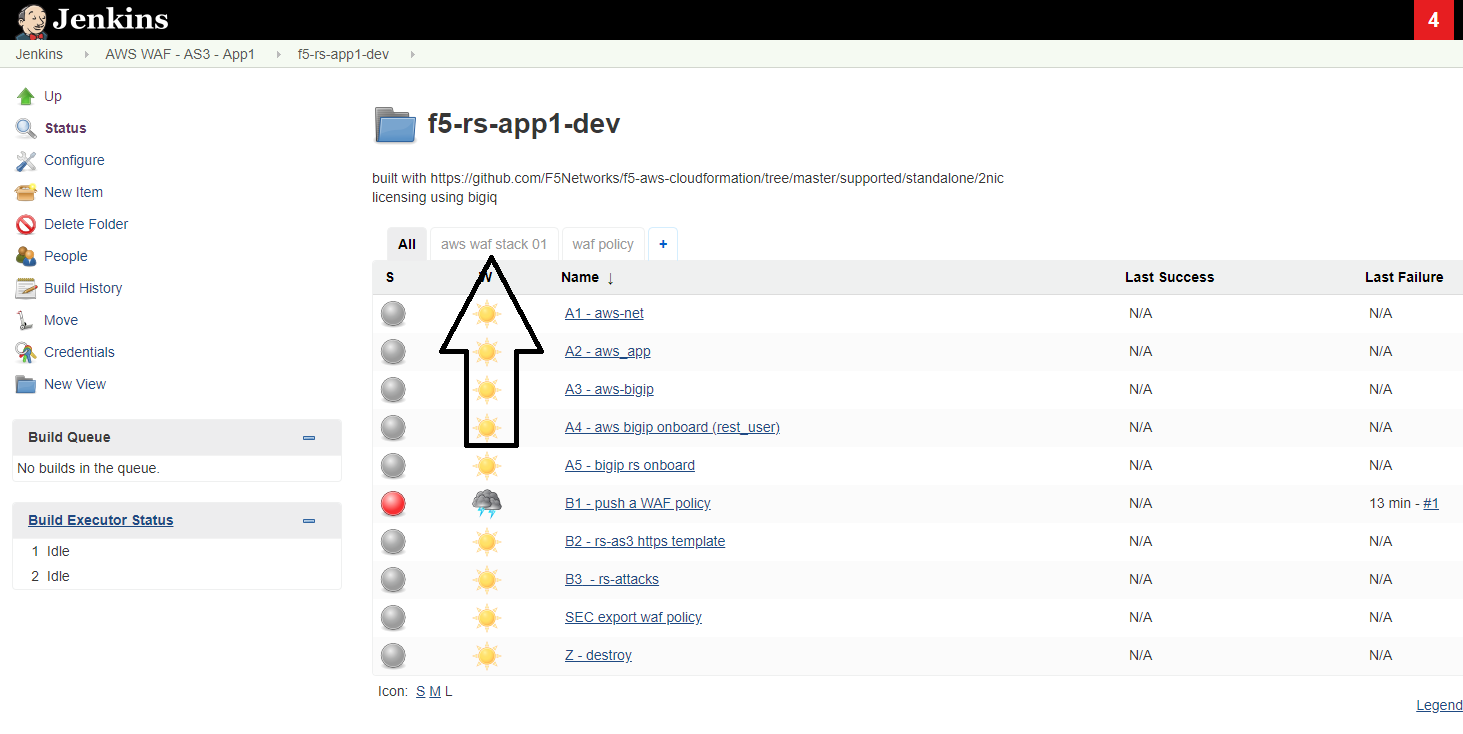 Jenkins
4
Jenkins AWS WAF - AS3 - App1 f5-rs-app1-dev
Up
Status
Configure
New Item
Delete Folder
People
Build History
Move
Credentials
New View
Build Queue
No builds in the queue.
Build Executor Status
1 Idle
2 Idle
f5-rs-app1-dev
built with https://github.com/F5Networks/f5-aws-cloudformation/tree/master/supported/standalone/2nic
licensing using bigiq
All aws waf stack 01 waf policy +
S W Name ↓ Last Success Last Failure
A1 - aws-net N/A N/A
A2 - aws_app N/A N/A
A3 - aws-bigip N/A N/A
A4 - aws bigip onboard (rest_user) N/A N/A
A5 - bigip rs onboard N/A N/A
B1 - push a WAF policy N/A 13 min - #1
B2 - rs-as3 https template N/A N/A
B3 - rs-attacks N/A N/A
SEC export waf policy N/A N/A
Z - destroy N/A N/A
Icon: S M L
Legend